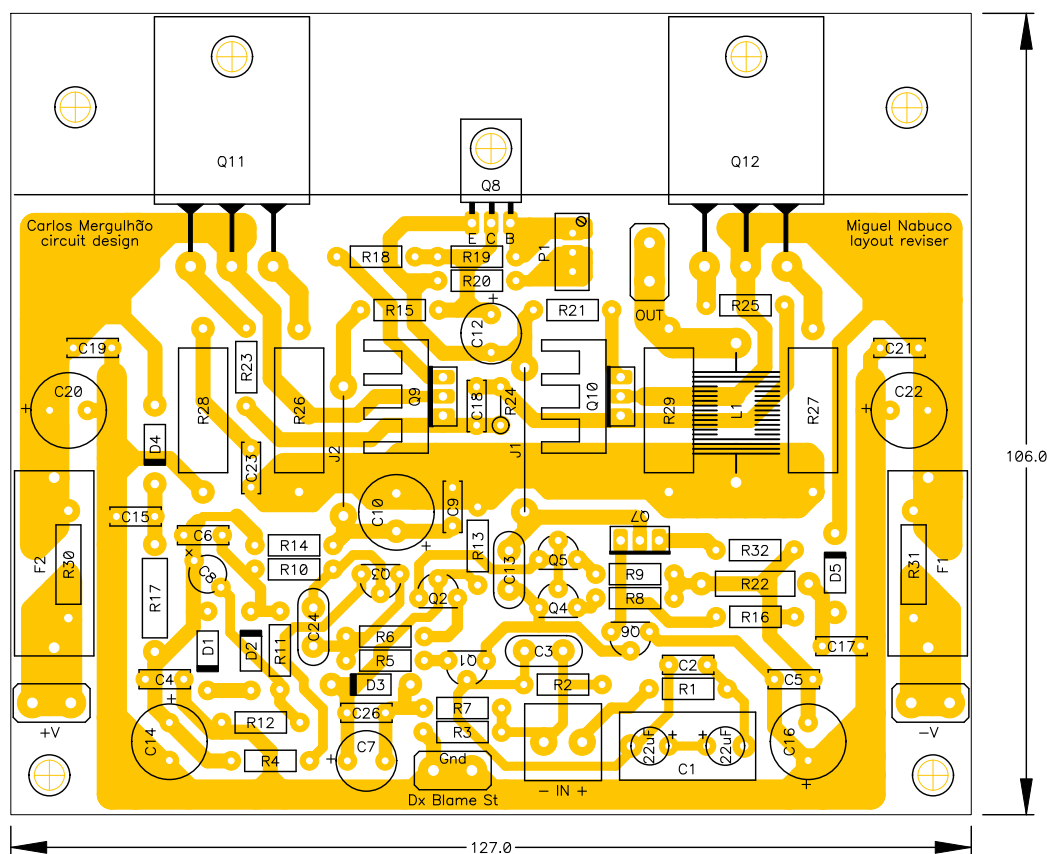 Q11
Q12
Q8
E C B
Carlos Mergulhão
circuit design
Miguel Nabuco
layout reviser
R18
R19
P1
R20
R25
R15
R21
OUT
C12
C19
C21
R23
C20
R28
R26
Q9
C18
R24
Q10
R29
L1
R27
C22
D4
J2
J1
C23
106.0
C10
C9
C15
C6
R13
Q7
F2
R30
R14
R32
Q5
R10
C8
Q3
C13
R9
R22
D5
R31
F1
R17
Q2
R8
C24
Q4
R16
R6
Q6
D1
D2
R11
R5
Q1
C3
C2
C17
C4
D3
R2
R1
C5
+V
C26
R7
-V
R12
R3
C14
R4
C7
22uF
22uF
C16
Gnd
C1
- IN +
Dx Blame St
127.0